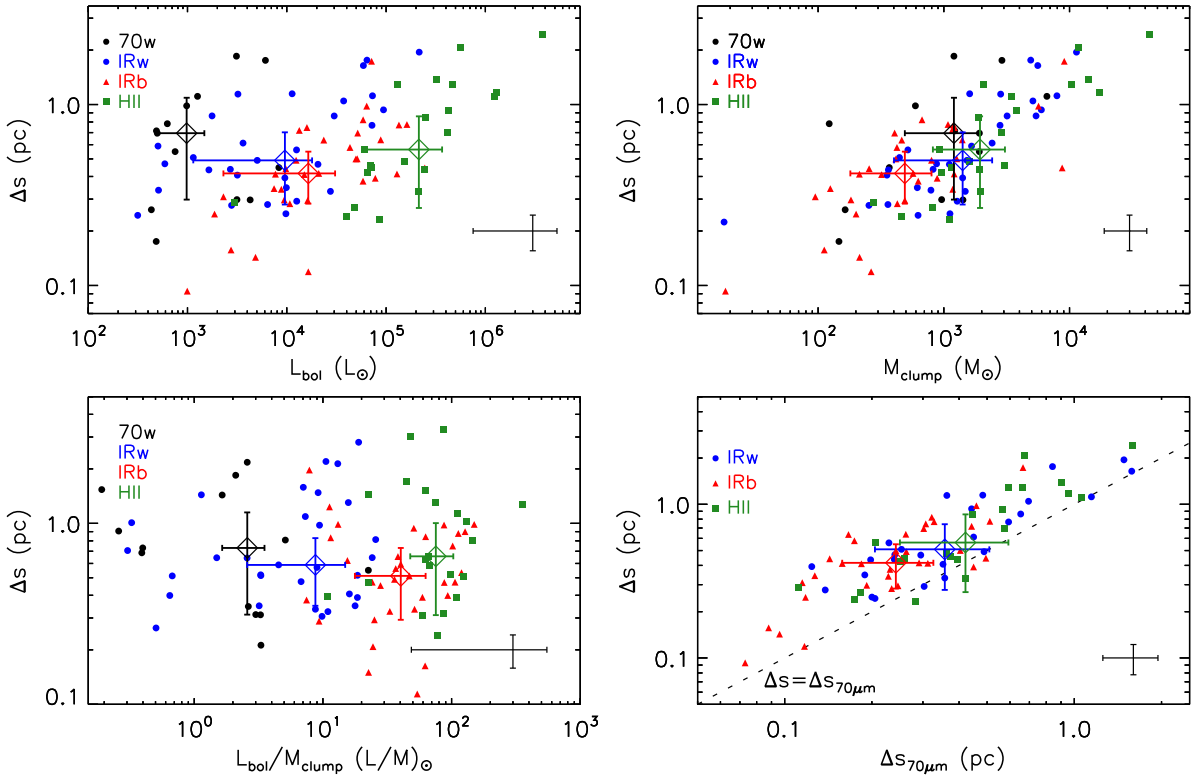 70w
IRw
IRb
HII
1.0
0.1
Δs (pc)
10²
10³
10⁴
10⁵
10⁶
L_bol (L_⊙)
70w
IRw
IRb
HII
1.0
0.1
Δs (pc)
10²
10³
10⁴
M_clump (M_⊙)
70w
IRw
IRb
HII
1.0
0.1
Δs (pc)
10⁰
10¹
10²
10³
L_bol/M_clump (L/M)_⊙
IRw
IRb
HII
1.0
0.1
Δs (pc)
Δs=Δs_70μm
0.1
1.0
Δs_70μm (pc)